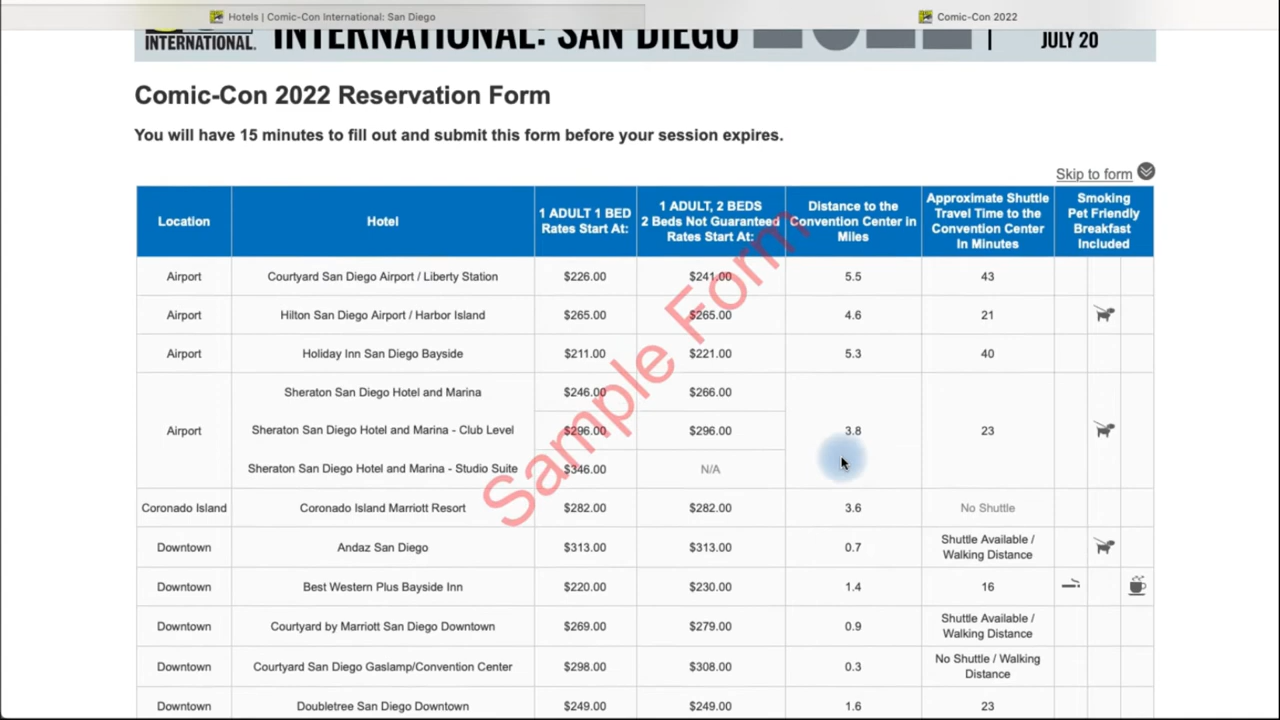 Hotels | Comic-Con International: San Diego
Comic-Con 2022
INTERNATIONAL.
INTERNATIONAL: SAN DIEGO
JULY 20
Comic-Con 2022 Reservation Form
You will have 15 minutes to fill out and submit this form before your session expires.
Skip to form
Location
Hotel
1 ADULT 1 BED
Rates Start At:
1 ADULT, 2 BEDS
2 Beds Not Guaranteed
Rates Start At:
Distance to the
Convention Center in
Miles
Approximate Shuttle
Travel Time to the
Convention Center
In Minutes
Smoking
Pet Friendly
Breakfast
Included
Airport Courtyard San Diego Airport / Liberty Station $226.00 $241.00 5.5 43
Airport Hilton San Diego Airport / Harbor Island $265.00 $265.00 4.6 21
Airport Holiday Inn San Diego Bayside $211.00 $221.00 5.3 40
Sheraton San Diego Hotel and Marina $246.00 $266.00
Airport Sheraton San Diego Hotel and Marina - Club Level $296.00 $296.00 3.8 23
Sheraton San Diego Hotel and Marina - Studio Suite $346.00 N/A
Coronado Island Coronado Island Marriott Resort $282.00 $282.00 3.6 No Shuttle
Downtown Andaz San Diego $313.00 $313.00 0.7 Shuttle Available /
Walking Distance
Downtown Best Western Plus Bayside Inn $220.00 $230.00 1.4 16
Downtown Courtyard by Marriott San Diego Downtown $269.00 $279.00 0.9 Shuttle Available /
Walking Distance
Downtown Courtyard San Diego Gaslamp/Convention Center $298.00 $308.00 0.3 No Shuttle / Walking
Distance
Downtown Doubletree San Diego Downtown $249.00 $249.00 1.6 23
Sample Form